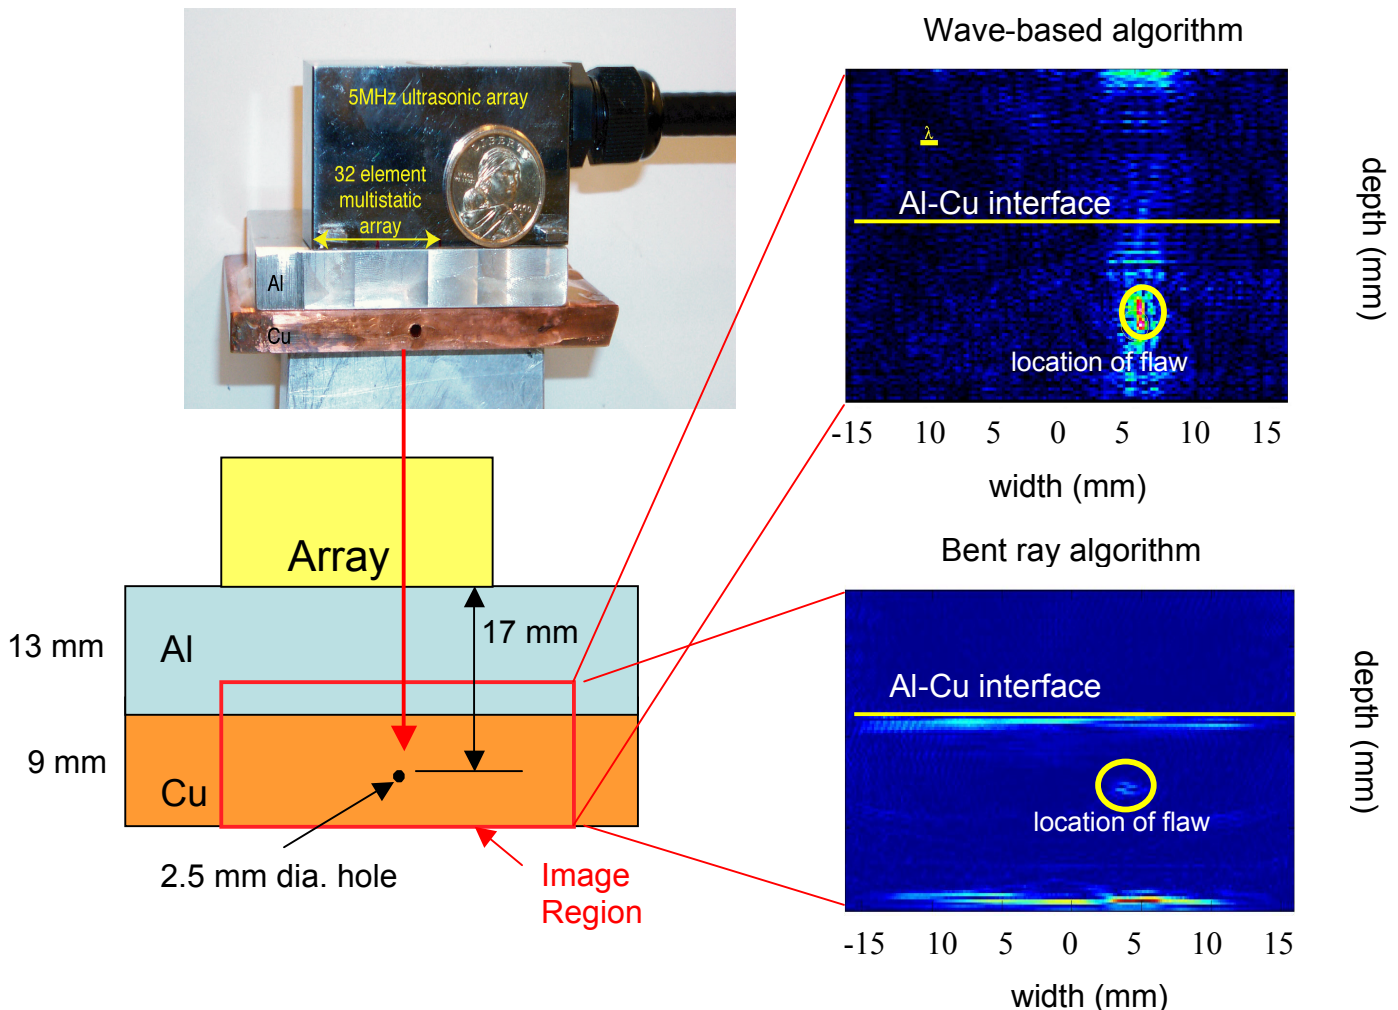 5MHz ultrasonic array
32 element
multistatic
array
LIBERTY
2000
Al
Cu
Array
13 mm
Al
17 mm
9 mm
Cu
2.5 mm dia. hole
Image
Region
Wave-based algorithm
λ
Al-Cu interface
location of flaw
depth (mm)
-15 10 5 0 5 10 15
width (mm)
Bent ray algorithm
Al-Cu interface
location of flaw
depth (mm)
-15 10 5 0 5 10 15
width (mm)